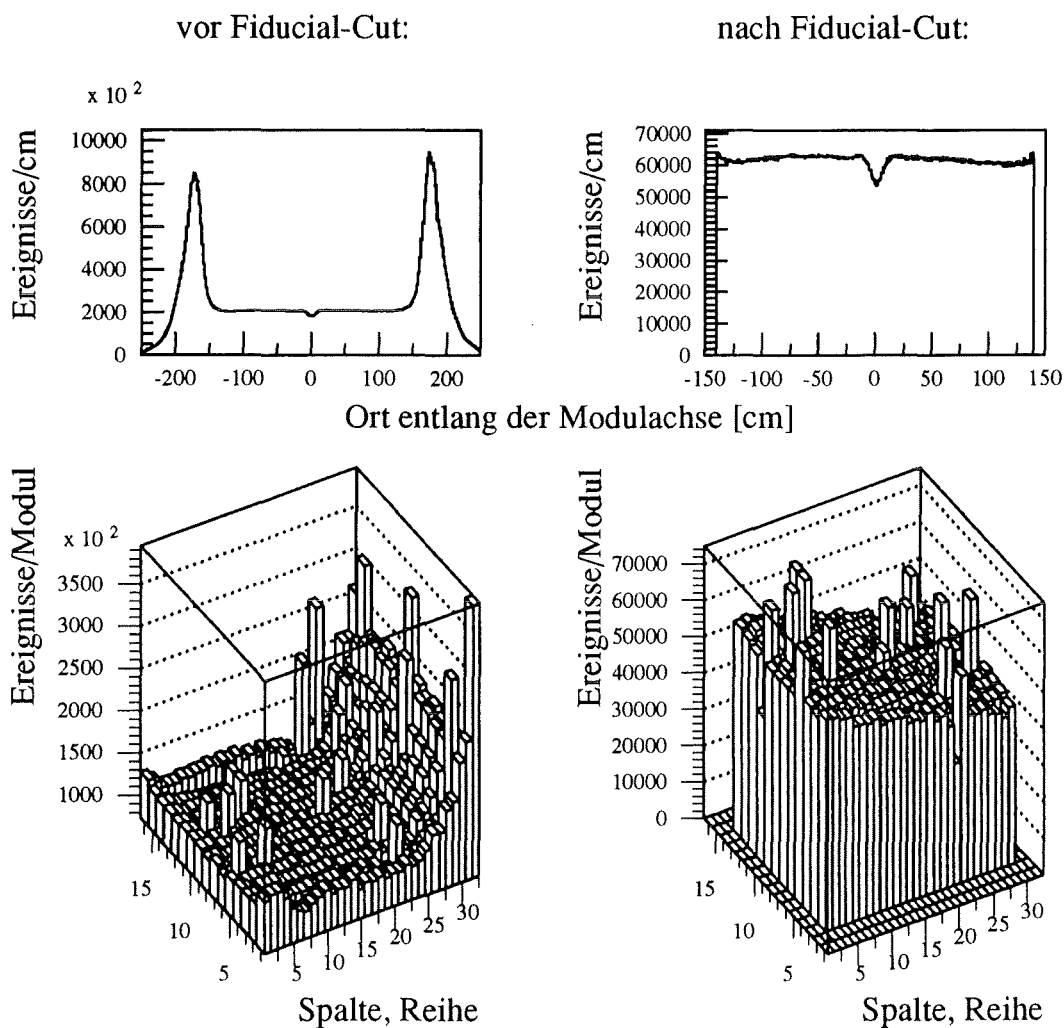 vor Fiducial-Cut:
nach Fiducial-Cut:
x 10 2
Ereignisse/cm
10000
8000
6000
4000
2000
0
-200 -100 0 100 200
Ereignisse/cm
70000
60000
50000
40000
30000
20000
10000
0
-150 -100 -50 0 50 100 150
Ort entlang der Modulachse [cm]
Ereignisse/Modul
x 10 2
3500
3000
2500
2000
1500
1000
15
10
5
5 10 15 20 25 30
Spalte, Reihe
Ereignisse/Modul
70000
60000
50000
40000
30000
20000
10000
0
15
10
5
5 10 15 20 25 30
Spalte, Reihe